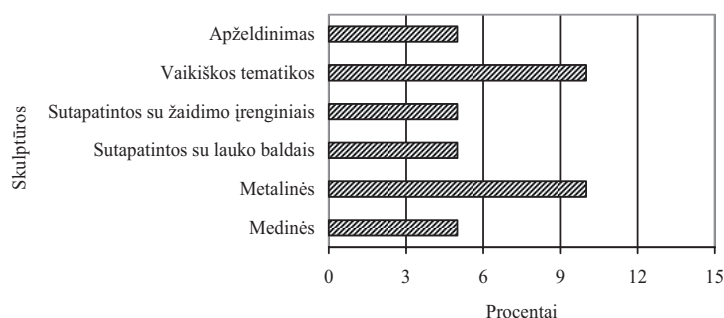 Skulptūros
Apželdinimas
Vaikiškos tematikos
Sutapatintos su žaidimo įrenginiais
Sutapatintos su lauko baldais
Metalinės
Medinės
0 3 6 9 12 15
Procentai